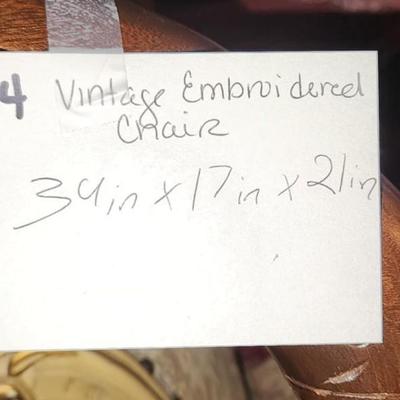 4 Vintage Embroidered
Chair
34in x 17in x 21in